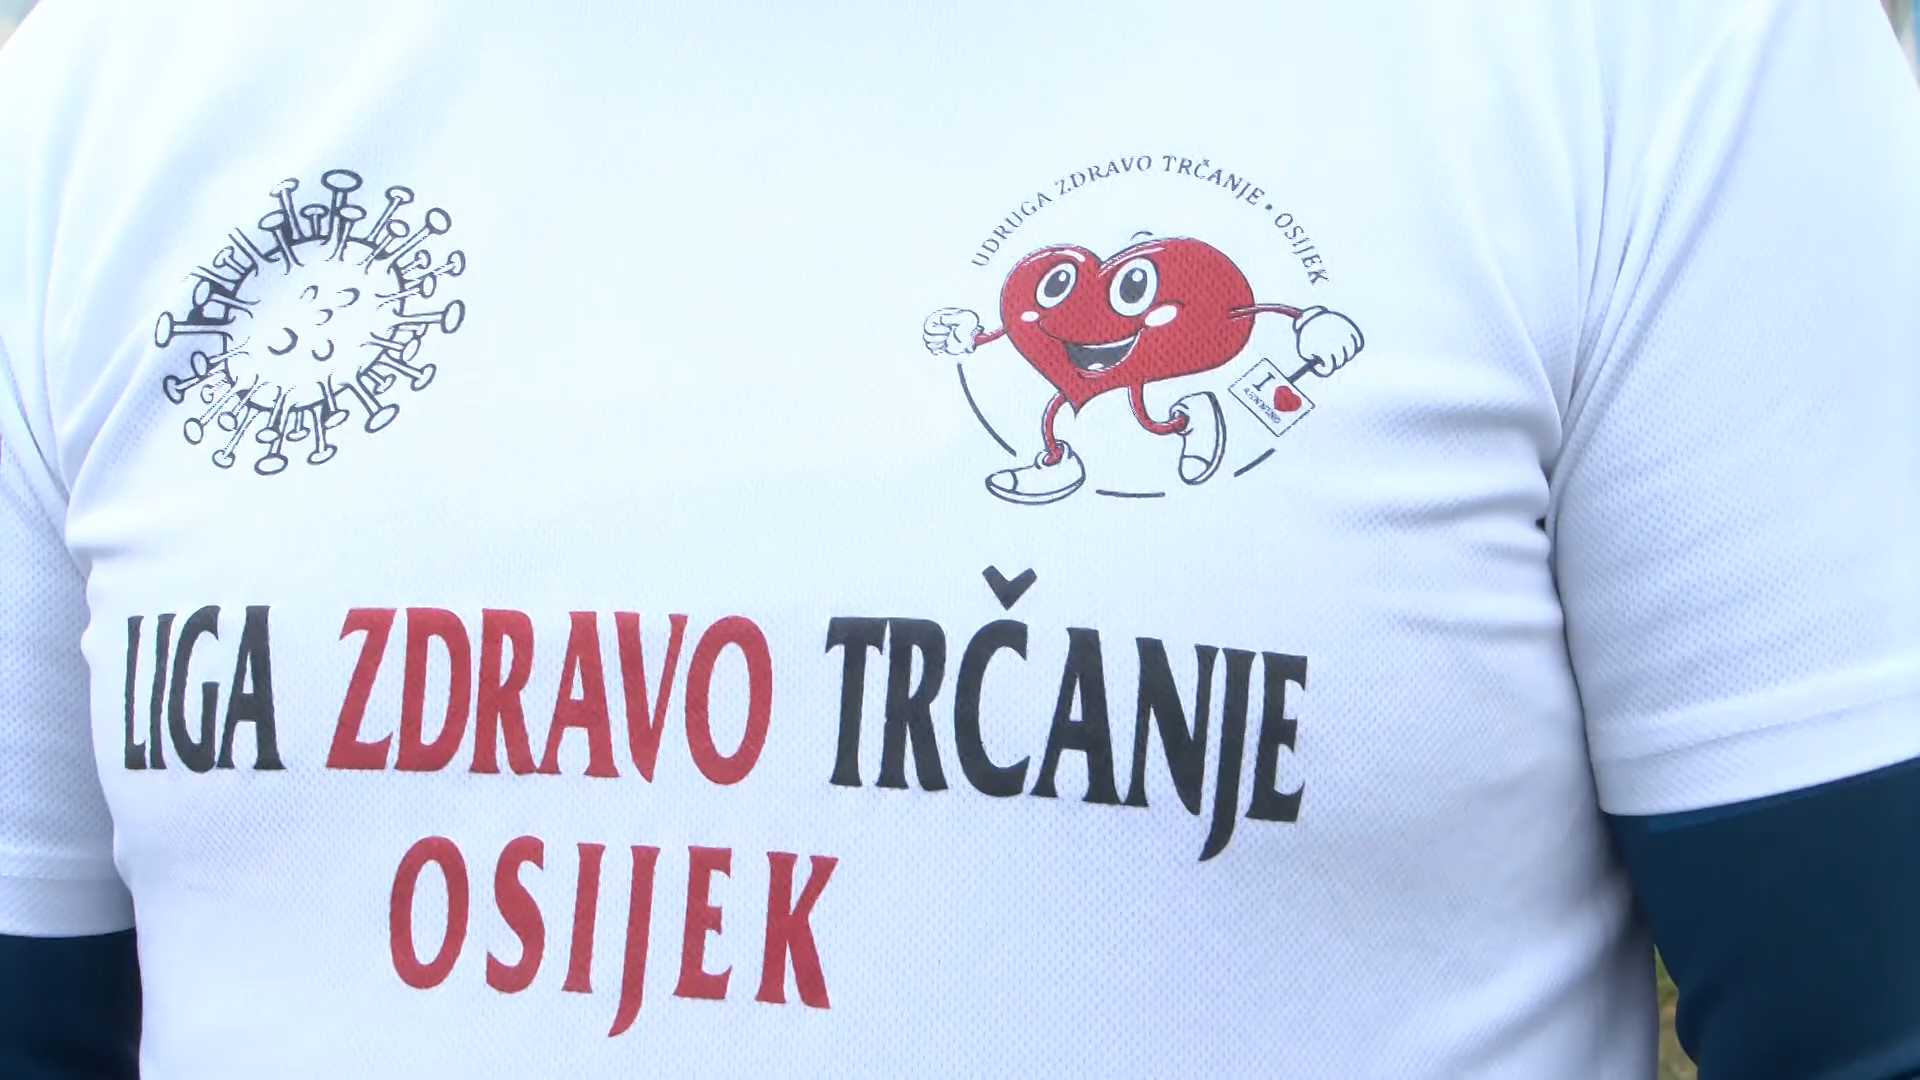 UDRUGA ZDRAVO TRČANJE • OSIJEK
I
LIGA ZDRAVO TRČANJE
OSIJEK